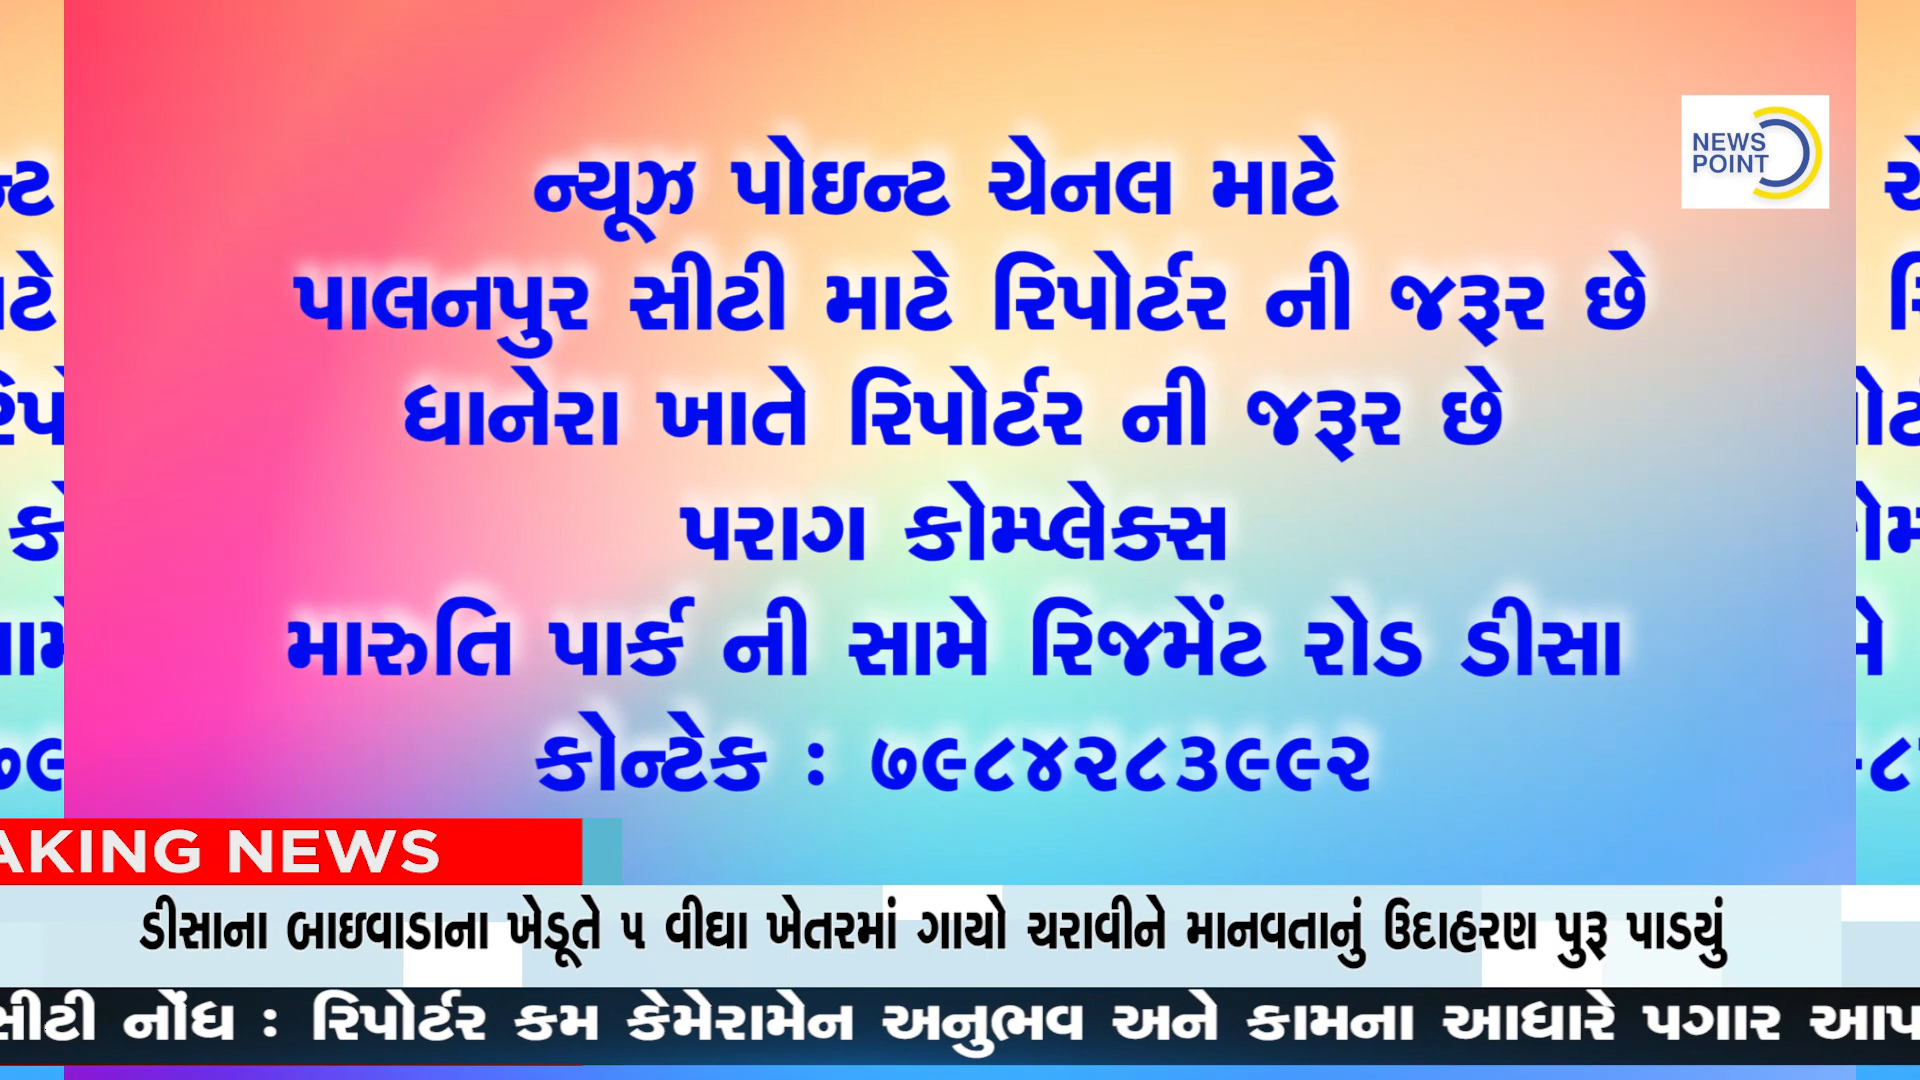 ન્યૂઝ પોઇન્ટ ચેનલ માટે
NEWS
POINT
પાલનપુર સીટી માટે રિપોર્ટર ની જરૂર છે
ધાનેરા ખાતે રિપોર્ટર ની જરૂર છે
પરાગ કોમ્પ્લેક્સ
મારુતિ પાર્ક ની સામે રિજમેંટ રોડ ડીસા
કોન્ટેક : ૭૯૮૪૨૮૩૯૯૨
AKING NEWS
ડીસાના બાઇવાડાના ખેડૂતે ૫ વીઘા ખેતરમાં ગાયો ચરાવીને માનવતાનું ઉદાહરણ પુરૂ પાડયું
સીટી નોંધ : રિપોર્ટર કમ કેમેરામેન અનુભવ અને કામના આધારે પગાર આપ